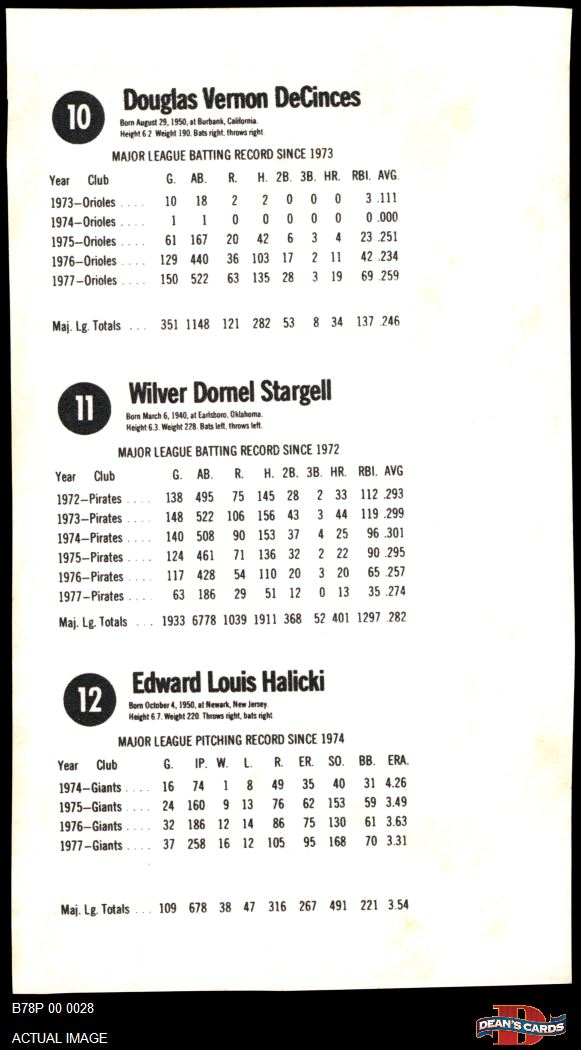 10
Douglas Vernon DeCinces
Born August 29, 1950, at Burbank, California.
Height 6.2 Weight 190. Bats right, throws right.
MAJOR LEAGUE BATTING RECORD SINCE 1973
Year Club G. AB. R. H. 2B. 3B. HR. RBI. AVG.
1973—Orioles .... 10 18 2 2 0 0 0 3 .111
1974—Orioles .... 1 1 0 0 0 0 0 0 .000
1975—Orioles .... 61 167 20 42 6 3 4 23 .251
1976—Orioles .... 129 440 36 103 17 2 11 42 .234
1977—Orioles .... 150 522 63 135 28 3 19 69 .259
Maj. Lg. Totals ... 351 1148 121 282 53 8 34 137 .246
11
Wilver Dornel Stargell
Born March 6, 1940, at Earlsboro, Oklahoma.
Height 6.3. Weight 228. Bats left, throws left.
MAJOR LEAGUE BATTING RECORD SINCE 1972
Year Club G. AB. R. H. 2B. 3B. HR. RBI. AVG
1972—Pirates .... 138 495 75 145 28 2 33 112 .293
1973—Pirates .... 148 522 106 156 43 3 44 119 .299
1974—Pirates .... 140 508 90 153 37 4 25 96 .301
1975—Pirates .... 124 461 71 136 32 2 22 90 .295
1976—Pirates .... 117 428 54 110 20 3 20 65 .257
1977—Pirates .... 63 186 29 51 12 0 13 35 .274
Maj. Lg. Totals ... 1933 6778 1039 1911 368 52 401 1297 .282
12
Edward Louis Halicki
Born October 4, 1950, at Newark, New Jersey.
Height 6.7. Weight 220. Throws right, bats right
MAJOR LEAGUE PITCHING RECORD SINCE 1974
Year Club G. IP. W. L. R. ER. SO. BB. ERA.
1974—Giants .... 16 74 1 8 49 35 40 31 4.26
1975—Giants .... 24 160 9 13 76 62 153 59 3.49
1976—Giants .... 32 186 12 14 86 75 130 61 3.63
1977—Giants .... 37 258 16 12 105 95 168 70 3.31
Maj. Lg. Totals ... 109 678 38 47 316 267 491 221 3.54
B78P 00 0028
ACTUAL IMAGE
D
DEAN'S CARDS